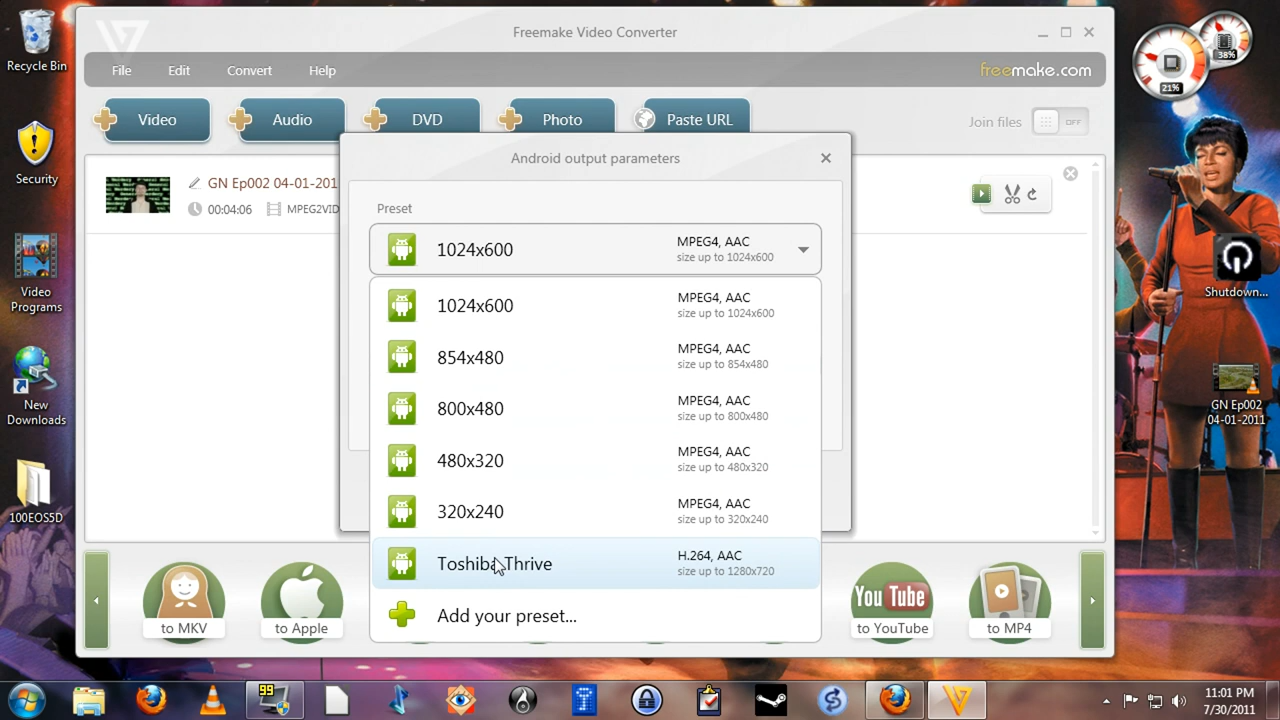 Recycle Bin
Security
Video
Programs
New
Downloads
100EOS5D
Freemake Video Converter
File
Edit
Convert
Help
freemake.com
Video
Audio
DVD
Photo
Paste URL
Join files
OFF
GN Ep002 04-01-201
00:04:06
MPEG2VID
Android output parameters
Preset
1024x600
MPEG4, AAC
size up to 1024x600
1024x600
MPEG4, AAC
size up to 1024x600
854x480
MPEG4, AAC
size up to 854x480
800x480
MPEG4, AAC
size up to 800x480
480x320
MPEG4, AAC
size up to 480x320
320x240
MPEG4, AAC
size up to 320x240
Toshiba Thrive
H.264, AAC
size up to 1280x720
Add your preset...
to MKV
to Apple
You Tube
to YouTube
to MP4
38%
21%
Shutdown...
GN Ep002
04-01-2011
99
11:01 PM
7/30/2011